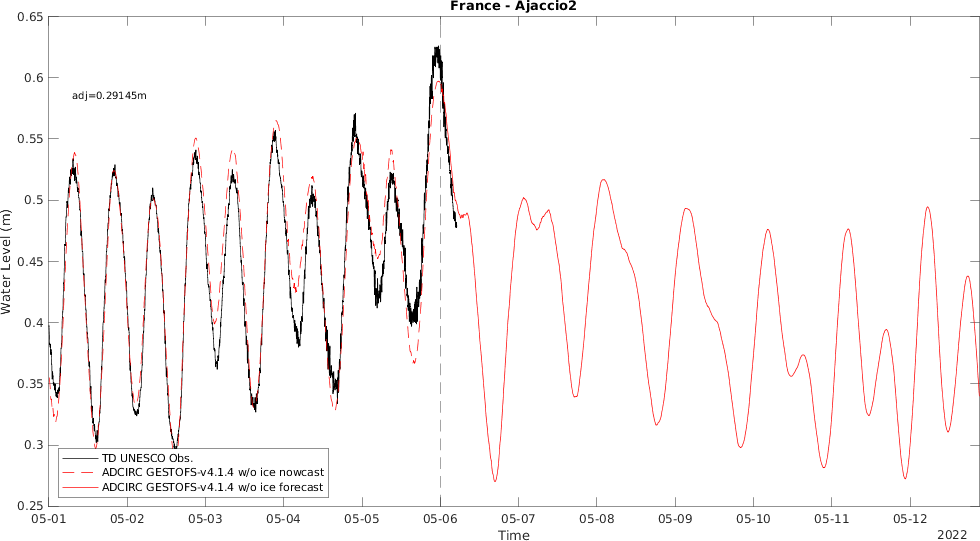 France - Ajaccio2
0.65
0.6
0.55
0.5
0.45
0.4
0.35
0.3
0.25
Water Level (m)
adj=0.29145m
TD UNESCO Obs.
ADCIRC GESTOFS-v4.1.4 w/o ice nowcast
ADCIRC GESTOFS-v4.1.4 w/o ice forecast
05-01 05-02 05-03 05-04 05-05 05-06 05-07 05-08 05-09 05-10 05-11 05-12
Time
2022